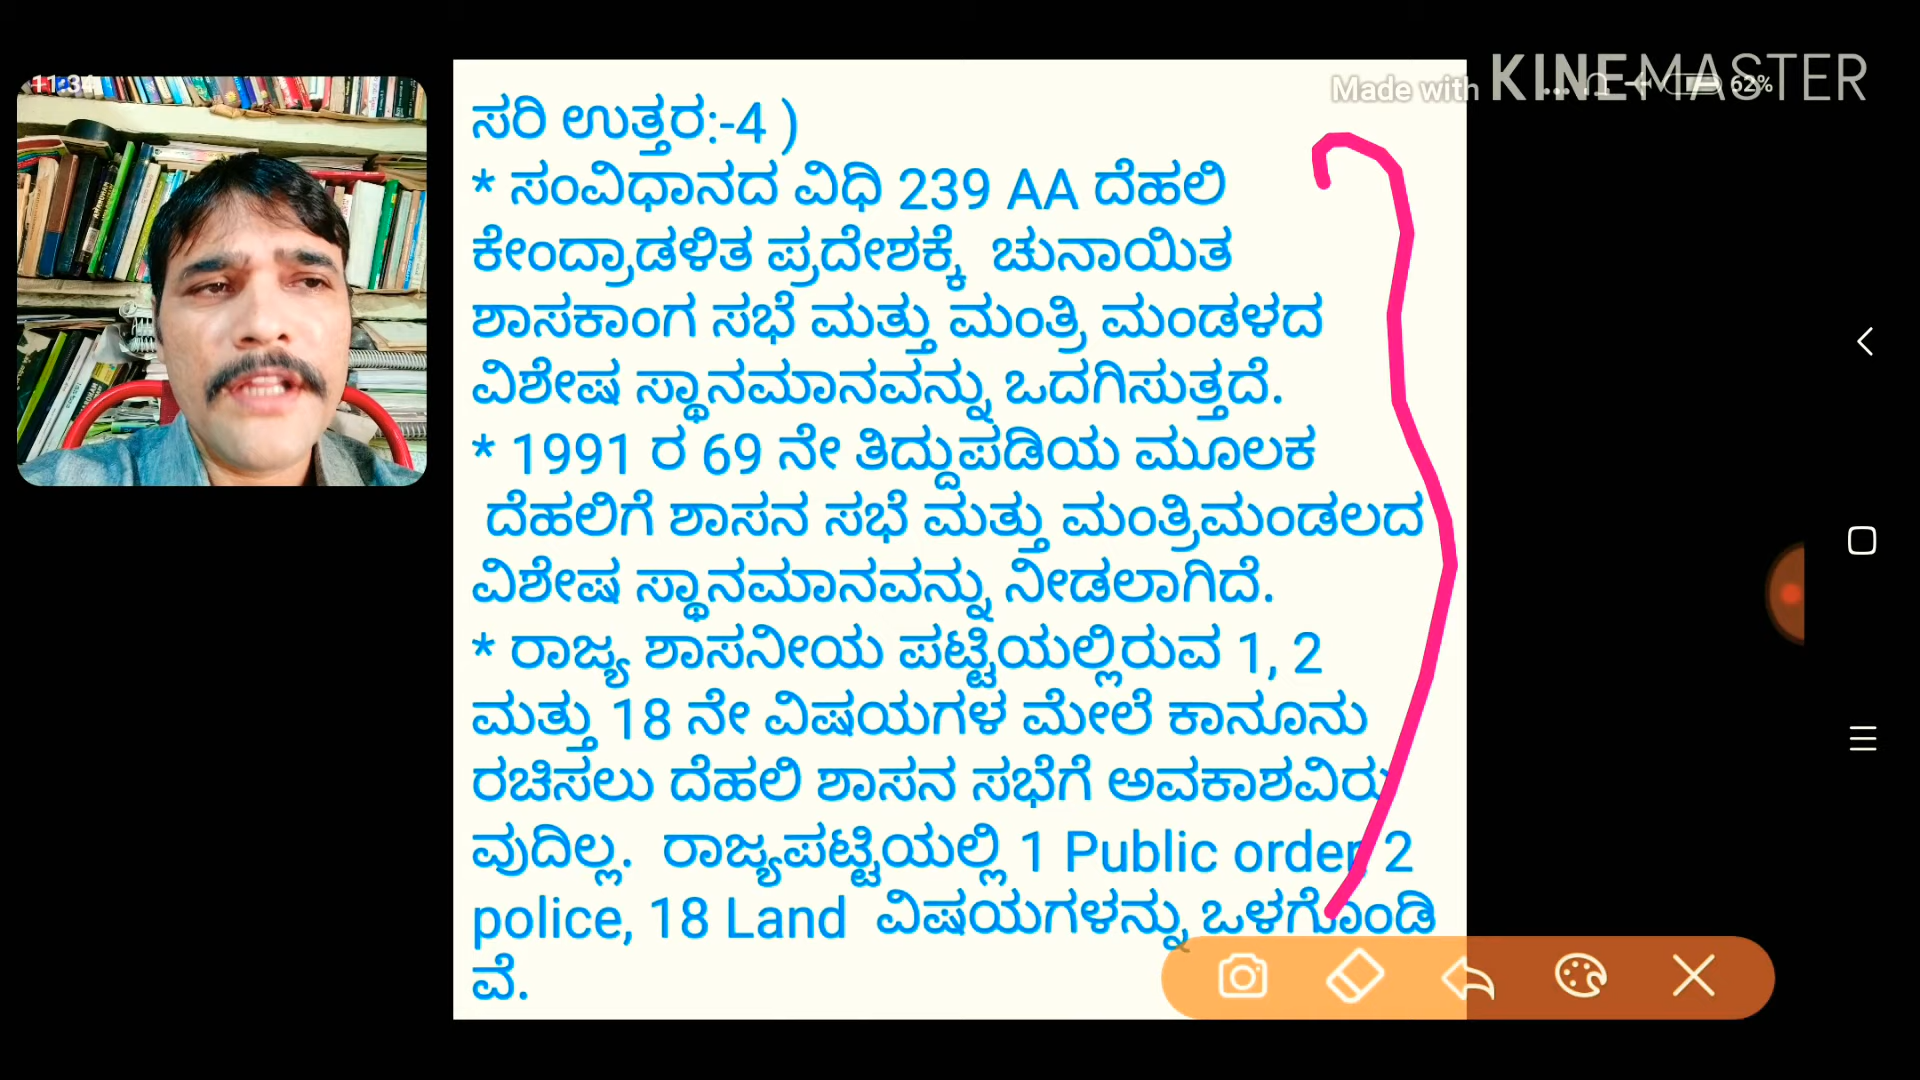 11:34
Made with KINEMASTER
62%
ಸರಿ ಉತ್ತರ:-4 )
* ಸಂವಿಧಾನದ ವಿಧಿ 239 AA ದೆಹಲಿ
ಕೇಂದ್ರಾಡಳಿತ ಪ್ರದೇಶಕ್ಕೆ ಚುನಾಯಿತ
ಶಾಸಕಾಂಗ ಸಭೆ ಮತ್ತು ಮಂತ್ರಿ ಮಂಡಳದ
ವಿಶೇಷ ಸ್ಥಾನಮಾನವನ್ನು ಒದಗಿಸುತ್ತದೆ.
* 1991 ರ 69 ನೇ ತಿದ್ದುಪಡಿಯ ಮೂಲಕ
ದೆಹಲಿಗೆ ಶಾಸನ ಸಭೆ ಮತ್ತು ಮಂತ್ರಿಮಂಡಲದ
ವಿಶೇಷ ಸ್ಥಾನಮಾನವನ್ನು ನೀಡಲಾಗಿದೆ.
* ರಾಜ್ಯ ಶಾಸನೀಯ ಪಟ್ಟಿಯಲ್ಲಿರುವ 1, 2
ಮತ್ತು 18 ನೇ ವಿಷಯಗಳ ಮೇಲೆ ಕಾನೂನು
ರಚಿಸಲು ದೆಹಲಿ ಶಾಸನ ಸಭೆಗೆ ಅವಕಾಶವಿರು
ವುದಿಲ್ಲ. ರಾಜ್ಯಪಟ್ಟಿಯಲ್ಲಿ 1 Public order, 2
police, 18 Land ವಿಷಯಗಳನ್ನು ಒಳಗೊಂಡಿ
ವೆ.